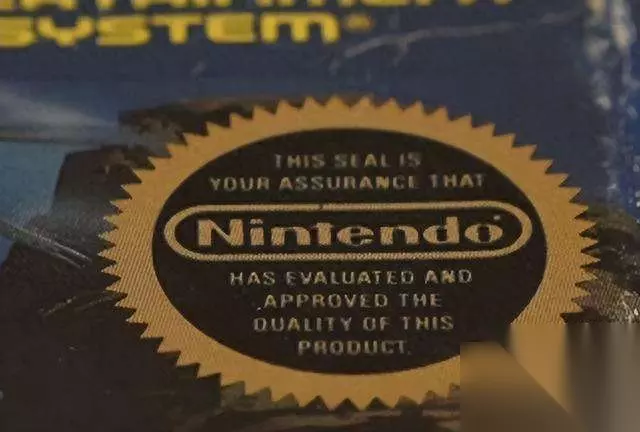 SYSTEM
THIS SEAL IS
YOUR ASSURANCE THAT
Nintendo
HAS EVALUATED AND
APPROVED THE
QUALITY OF THIS
PRODUCT.